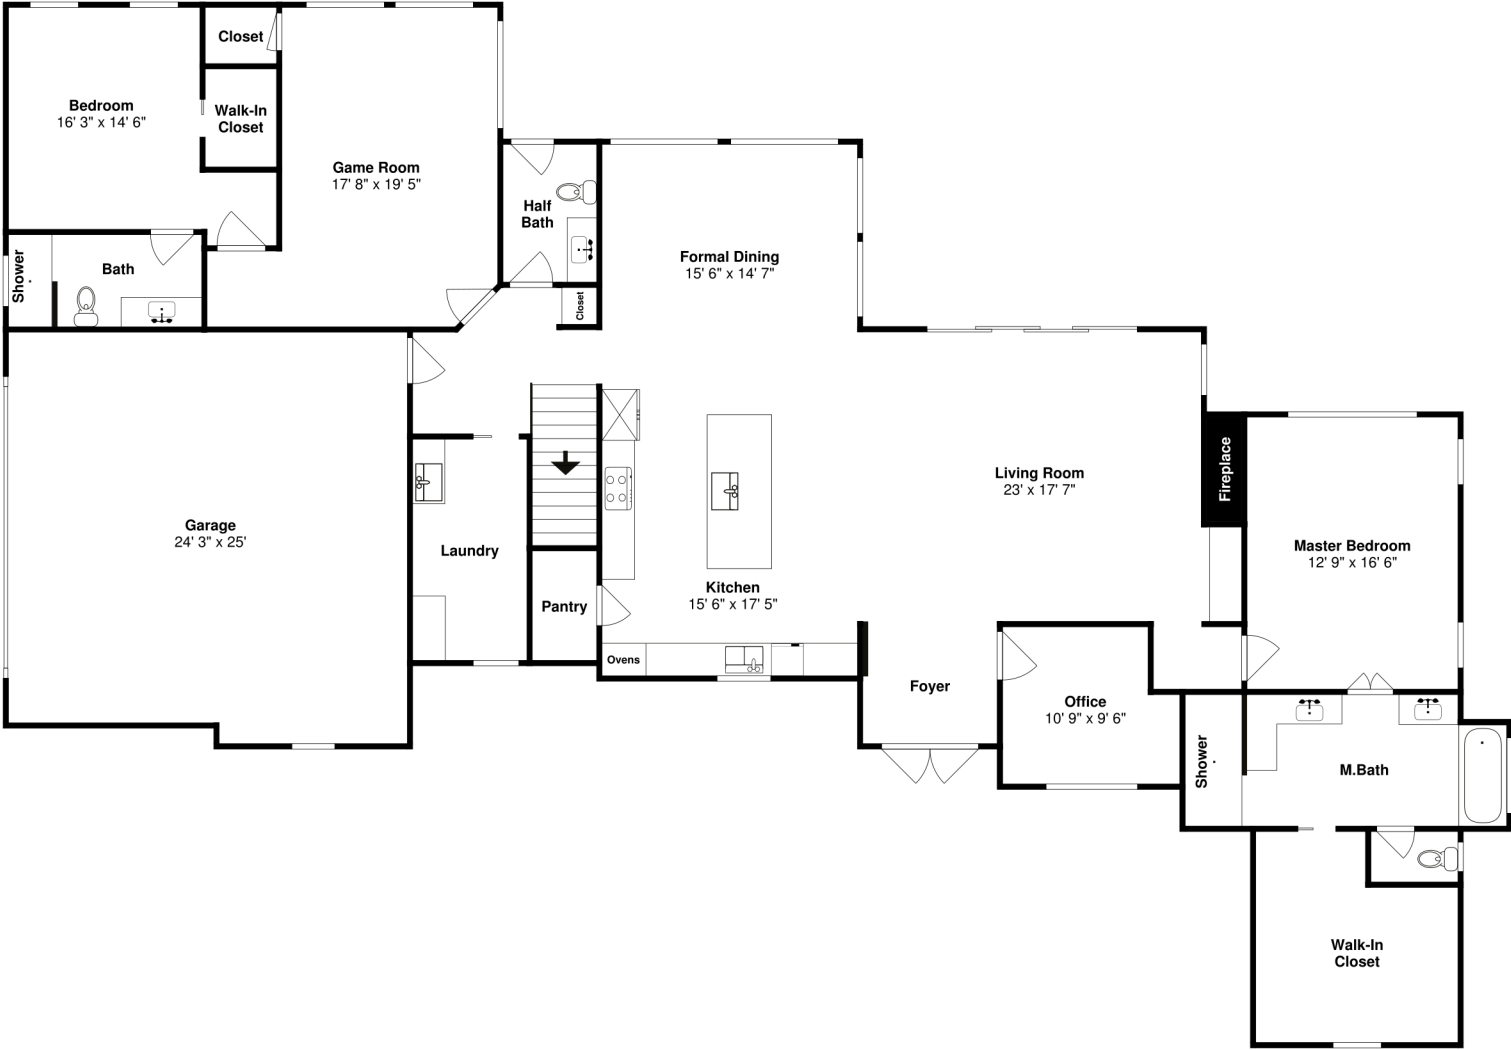 Closet
Bedroom
16' 3" x 14' 6"
Walk-In
Closet
Game Room
17' 8" x 19' 5"
Half
Bath
Shower
Bath
Closet
Formal Dining
15' 6" x 14' 7"
Garage
24' 3" x 25'
Laundry
Pantry
Kitchen
15' 6" x 17' 5"
Ovens
Living Room
23' x 17' 7"
Fireplace
Master Bedroom
12' 9" x 16' 6"
Foyer
Office
10' 9" x 9' 6"
Shower
M.Bath
Walk-In
Closet